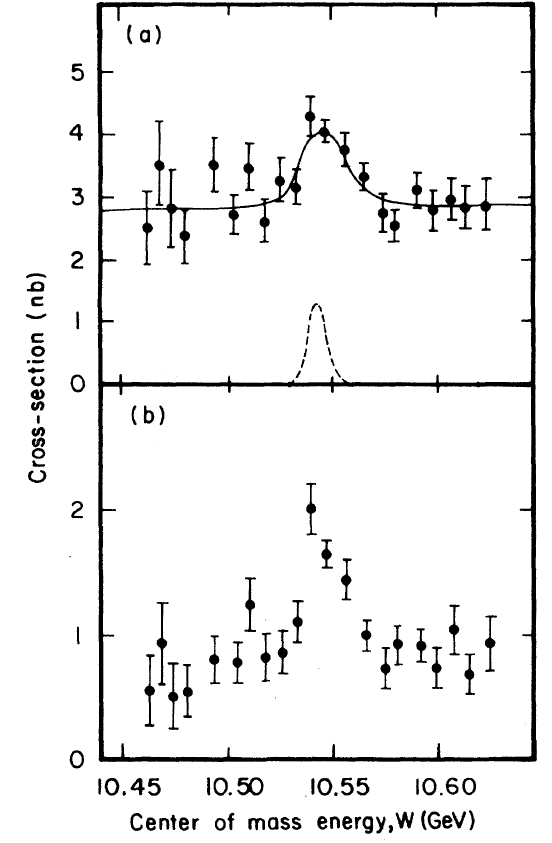 (a)
5
4
3
2
1
0
(b)
2
1
0
Cross-section (nb)
10.45 10.50 10.55 10.60
Center of mass energy, W (GeV)